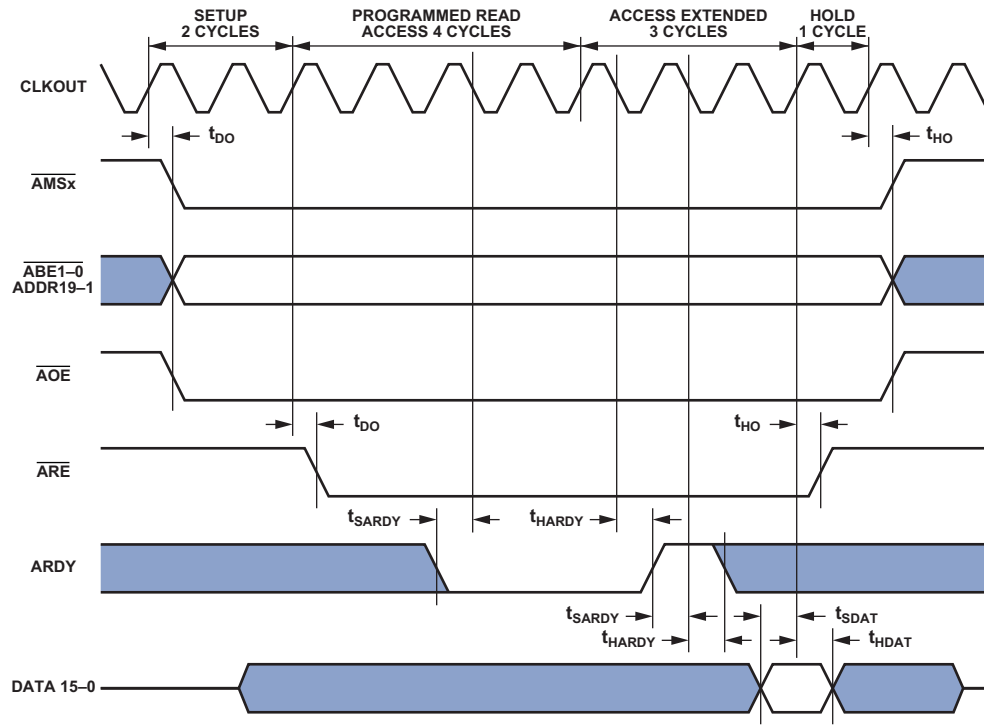 SETUP
2 CYCLES
PROGRAMMED READ
ACCESS 4 CYCLES
ACCESS EXTENDED
3 CYCLES
HOLD
1 CYCLE
CLKOUT
tDO
tHO
AMSx
ABE1–0
ADDR19–1
AOE
tDO
tHO
ARE
tSARDY
tHARDY
ARDY
tSARDY
tSDAT
tHARDY
tHDAT
DATA 15–0